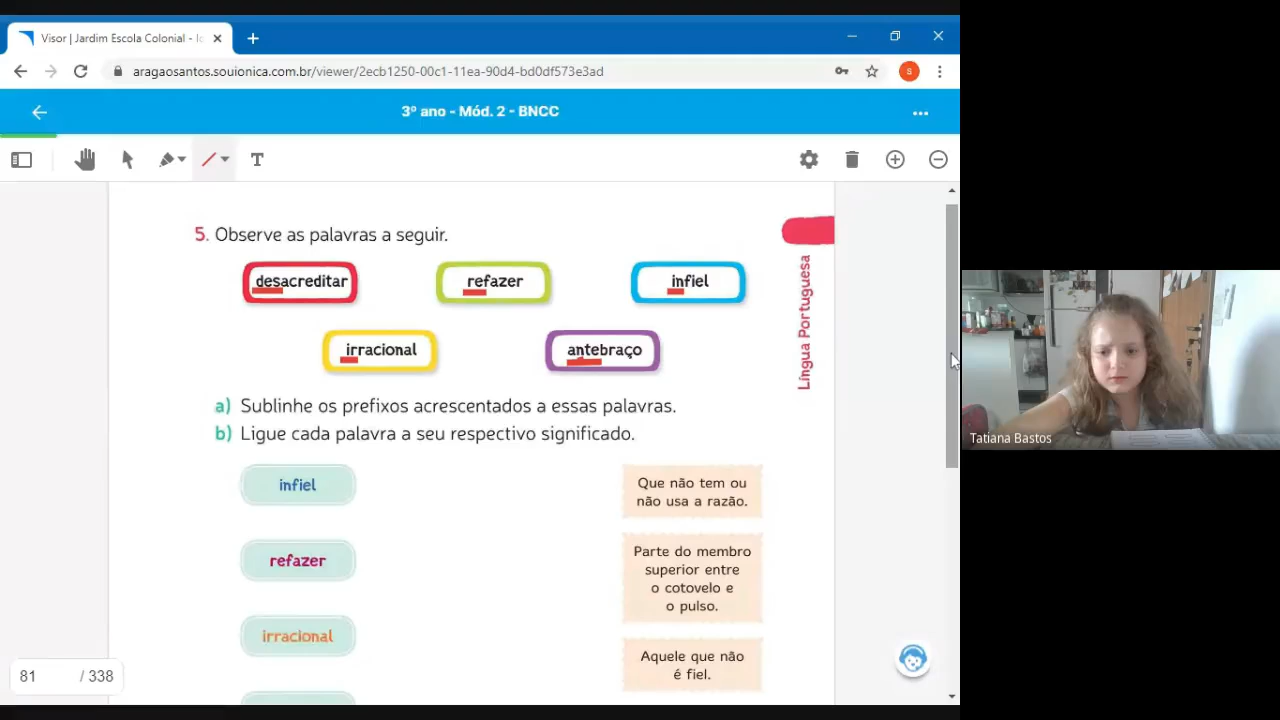 Visor | Jardim Escola Colonial - Io
aragaosantos.souionica.com.br/viewer/2ecb1250-00c1-11ea-90d4-bd0df573e3ad
S
3º ano - Mód. 2 - BNCC
T
5. Observe as palavras a seguir.
desacreditar
refazer
infiel
irracional
antebraço
Língua Portuguesa
a) Sublinhe os prefixos acrescentados a essas palavras.
b) Ligue cada palavra a seu respectivo significado.
infiel
refazer
irracional
Que não tem ou
não usa a razão.
Parte do membro
superior entre
o cotovelo e
o pulso.
Aquele que não
é fiel.
81 / 338
Tatiana Bastos